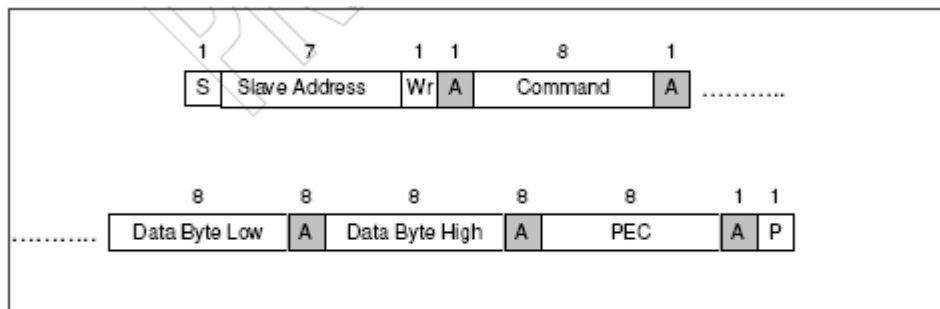 1 7 1 1 8 1
S Slave Address Wr A Command A ...........
8 8 8 8 8 1 1
........... Data Byte Low A Data Byte High A PEC A P